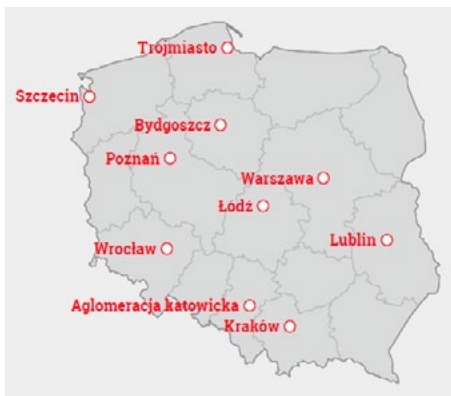 Trójmiasto
Szczecin
Bydgoszcz
Poznań
Warszawa
Łódź
Lublin
Wrocław
Aglomeracja katowicka
Kraków